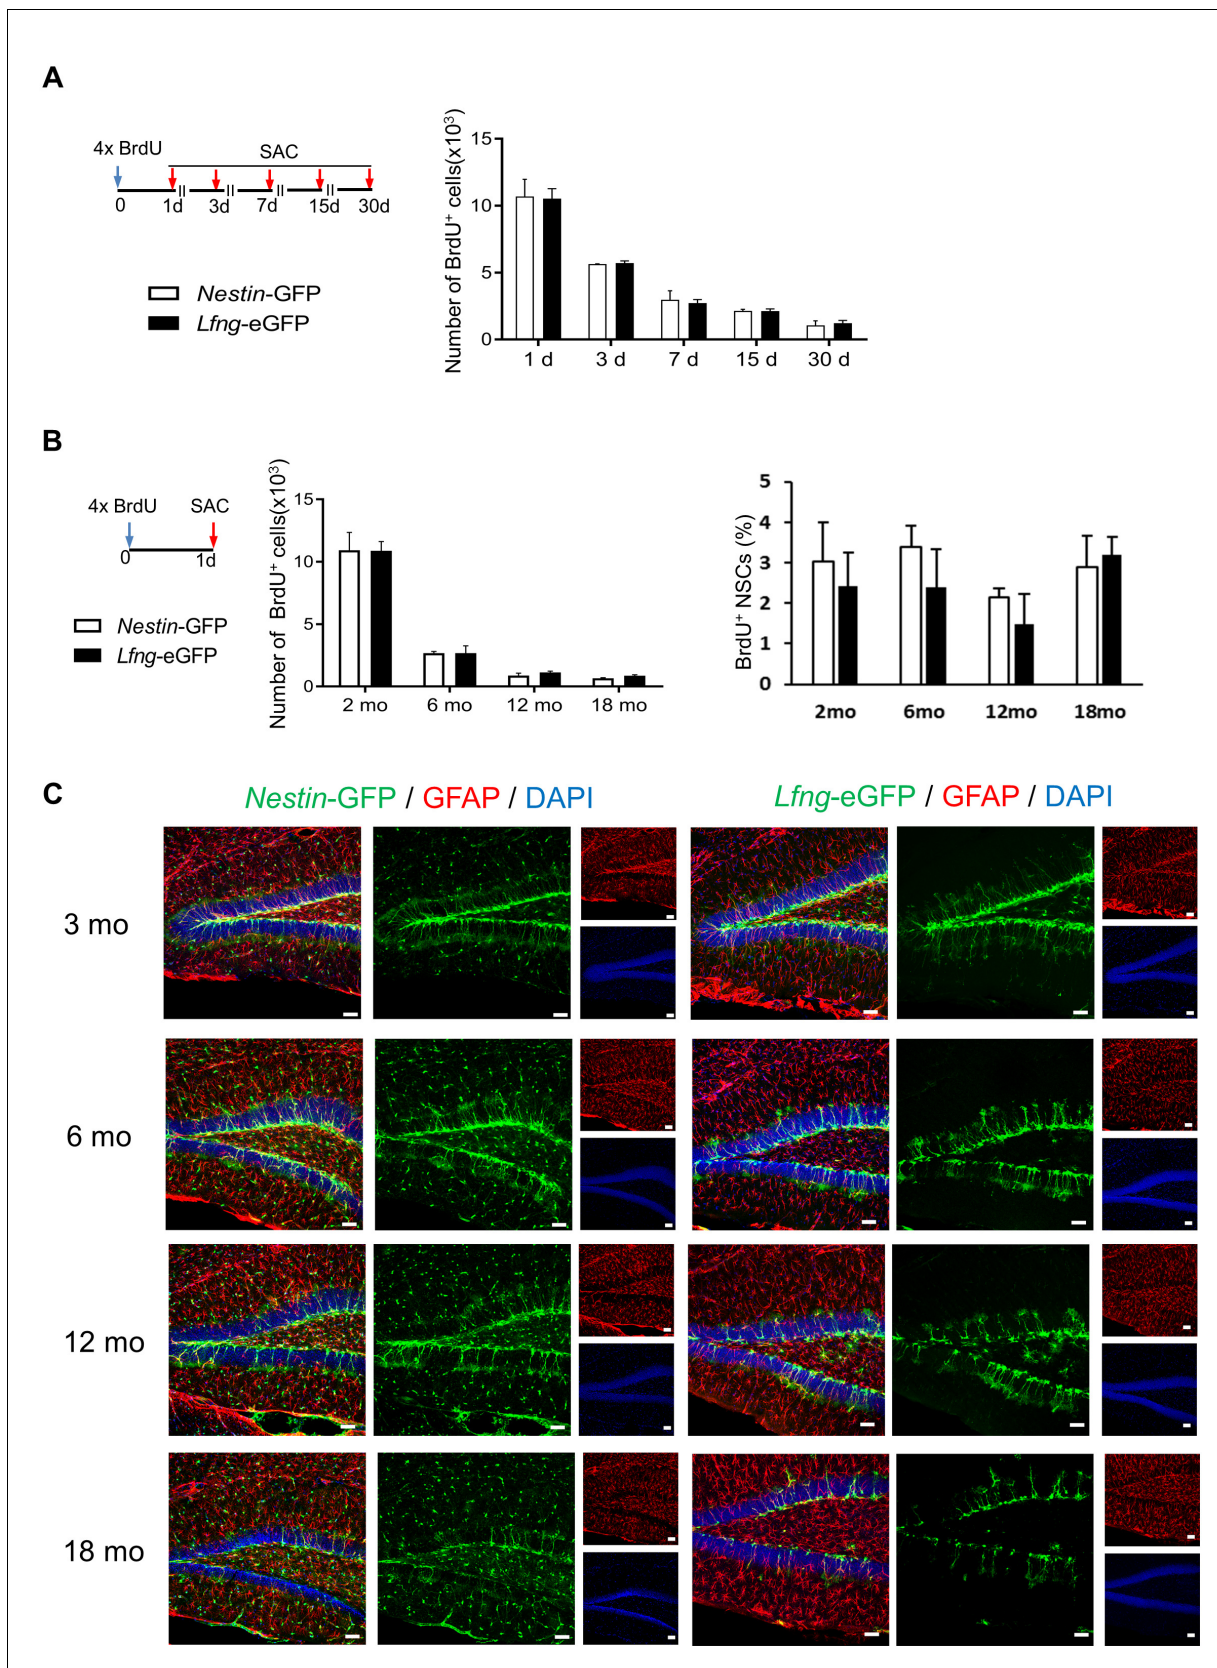 A
4x BrdU
SAC
0 1d 3d 7d 15d 30d
Nestin-GFP
Lfng-eGFP
Number of BrdU⁺ cells(x10³)
15
10
5
0
1 d 3 d 7 d 15 d 30 d
B
4x BrdU SAC
0 1d
Nestin-GFP
Lfng-eGFP
Number of BrdU⁺ cells(x10³)
15
10
5
0
2 mo 6 mo 12 mo 18 mo
BrdU⁺ NSCs (%)
5
4
3
2
1
0
2mo 6mo 12mo 18mo
C
Nestin-GFP / GFAP / DAPI
Lfng-eGFP / GFAP / DAPI
3 mo
6 mo
12 mo
18 mo